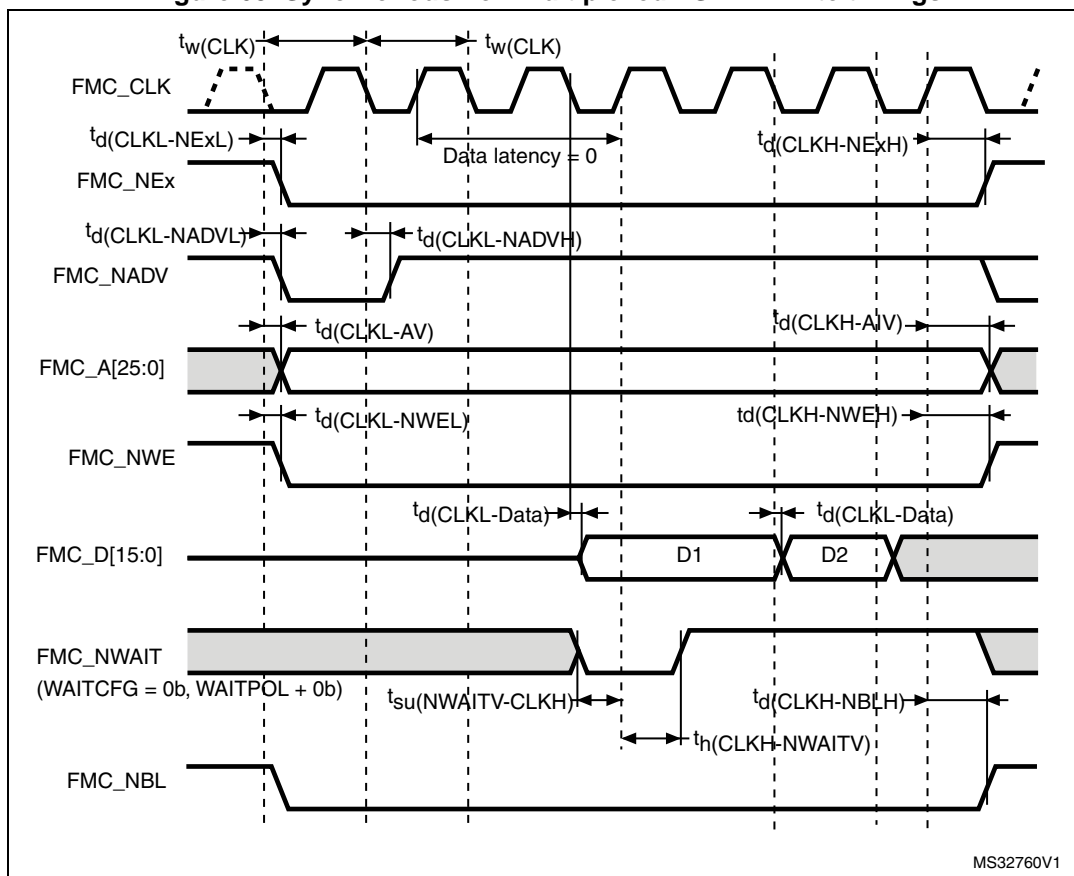 tw(CLK) tw(CLK)
FMC_CLK
td(CLKL-NExL) Data latency = 0 td(CLKH-NExH)
FMC_NEx
td(CLKL-NADVL) td(CLKL-NADVH)
FMC_NADV
td(CLKL-AV) td(CLKH-AIV)
FMC_A[25:0]
td(CLKL-NWEL) td(CLKH-NWEH)
FMC_NWE
td(CLKL-Data) td(CLKL-Data)
FMC_D[15:0] D1 D2
FMC_NWAIT
(WAITCFG = 0b, WAITPOL + 0b)
tsu(NWAITV-CLKH) td(CLKH-NBLH)
th(CLKH-NWAITV)
FMC_NBL
MS32760V1